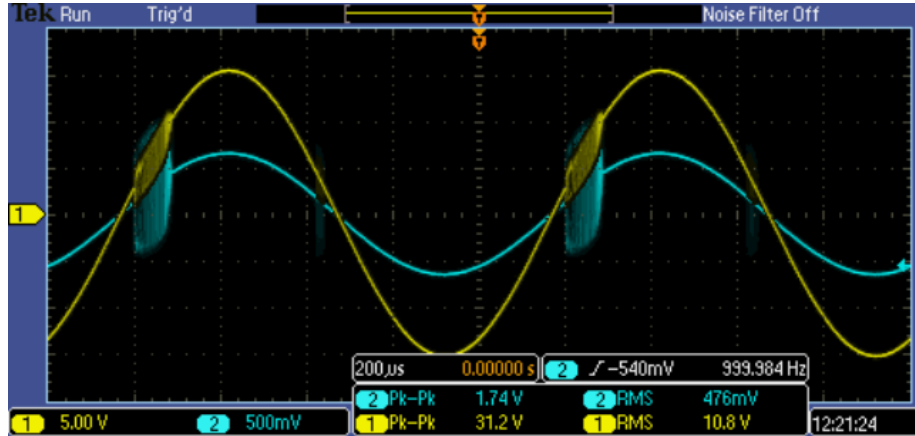 Tek Run Trig'd Noise Filter Off
T
T
1
200µs 0.00000 s 2 -540mV 999.984 Hz
2 Pk-Pk 1.74 V 2 RMS 476mV
1 Pk-Pk 31.2 V 1 RMS 10.8 V
1 5.00 V 2 500mV 12:21:24